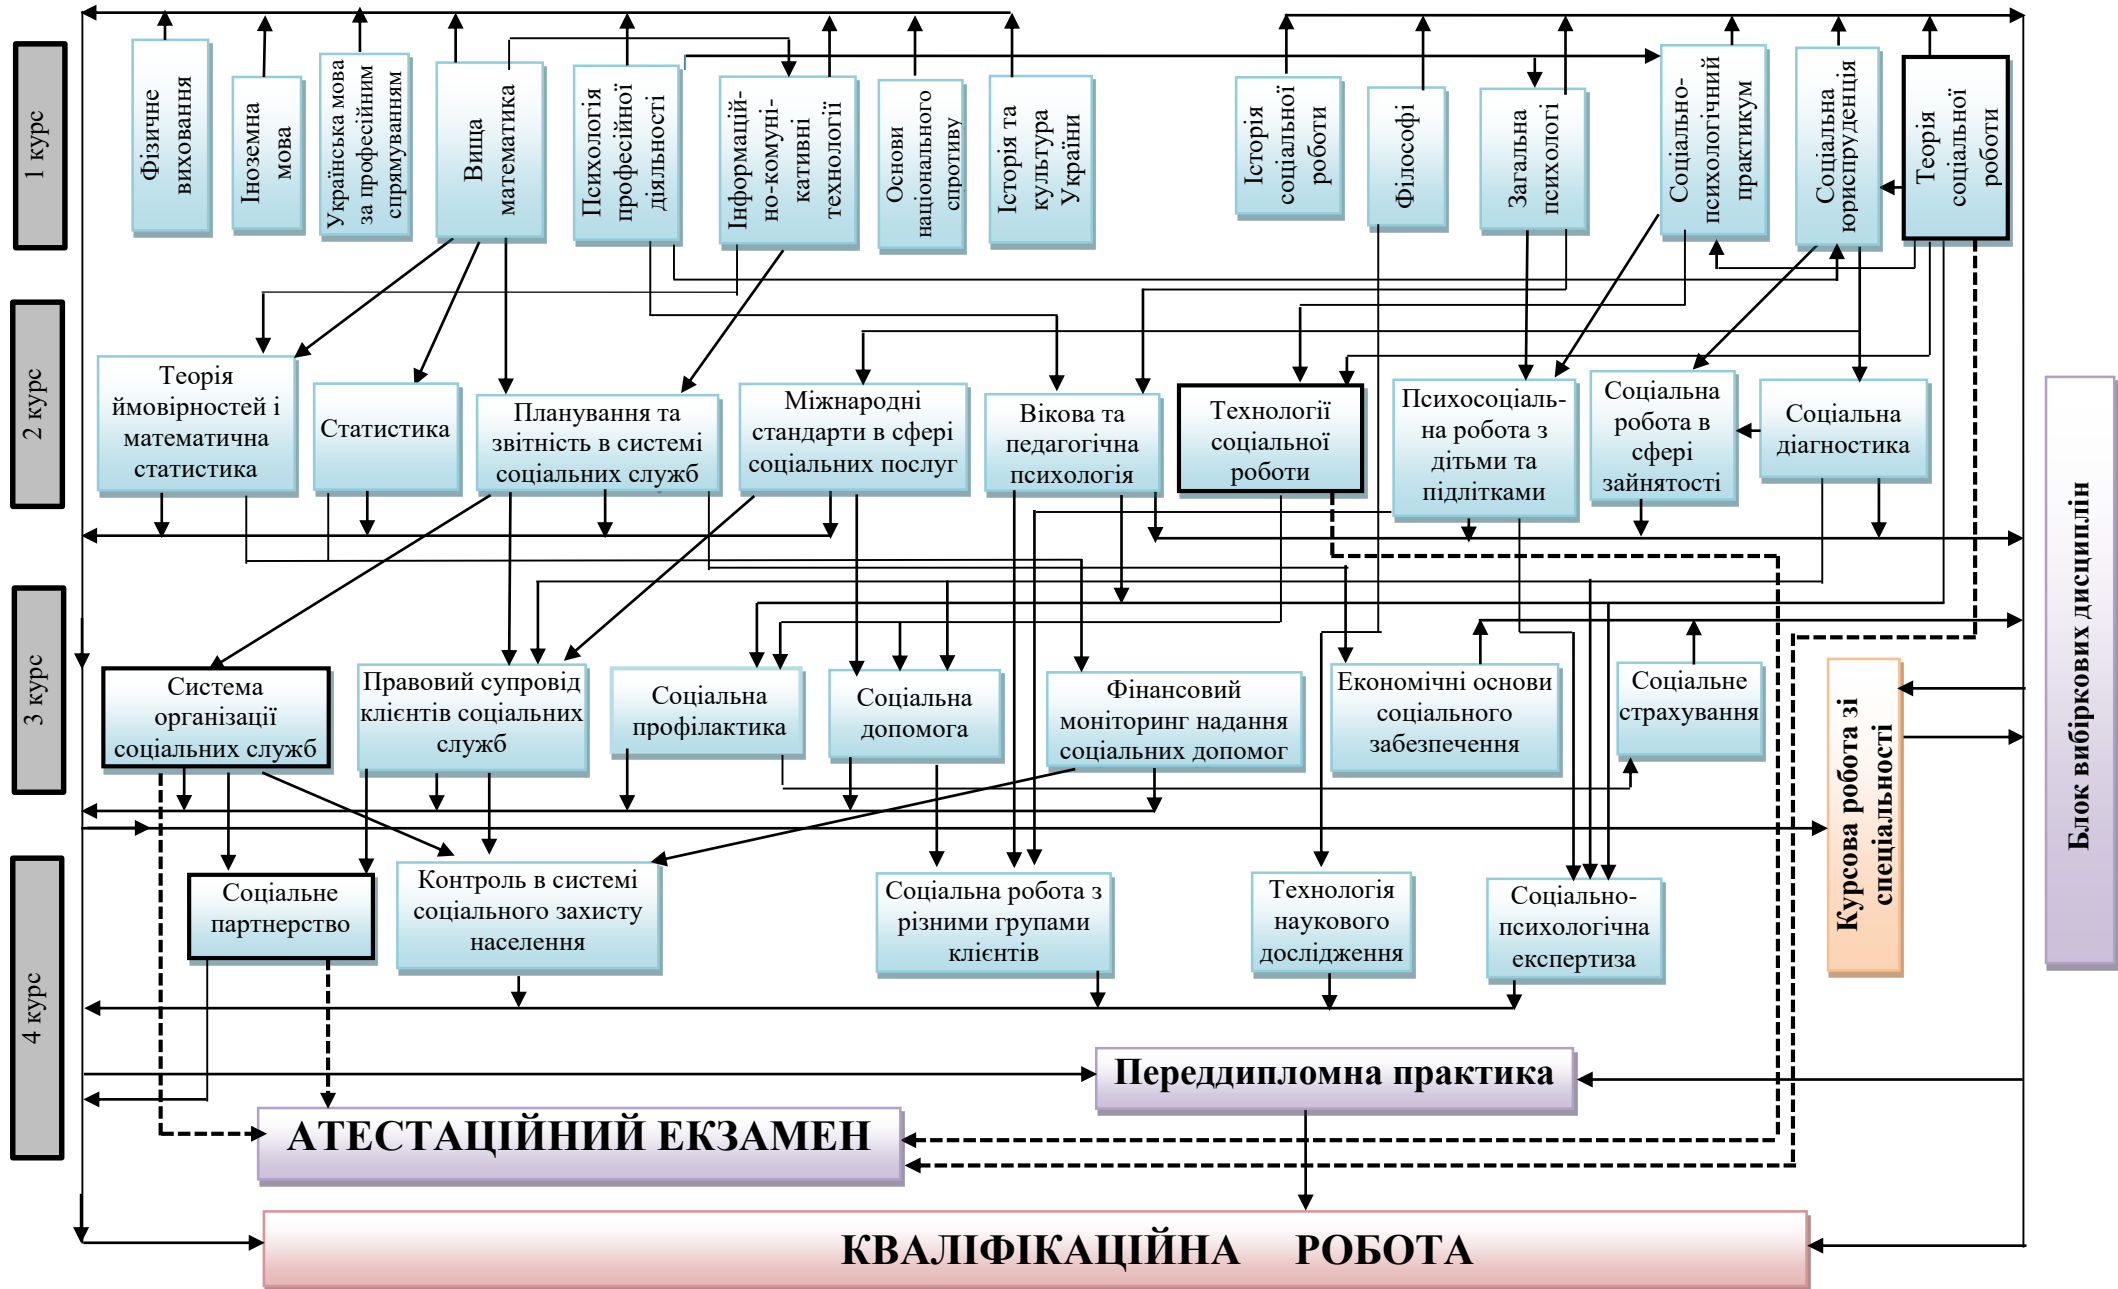 1 курс
Фізичне
виховання
Іноземна
мова
Українська мова
за професійним
спрямуванням
Вища
математика
Психологія
професійної
діяльності
Інформацій-
но-комуні-
кативні
технології
Основи
національного
спротиву
Історія та
культура
України
Історія
соціальної
роботи
Філософі
Загальна
психологі
Соціально-
психологічний
практикум
Соціальна
юриспруденція
Теорія
соціальної
роботи
2 курс
Теорія
ймовірностей і
математична
статистика
Статистика
Планування та
звітність в системі
соціальних служб
Міжнародні
стандарти в сфері
соціальних послуг
Вікова та
педагогічна
психологія
Технології
соціальної
роботи
Психосоціаль-
на робота з
дітьми та
підлітками
Соціальна
робота в
сфері
зайнятості
Соціальна
діагностика
Блок вибіркових дисциплін
3 курс
Система
організації
соціальних служб
Правовий супровід
клієнтів соціальних
служб
Соціальна
профілактика
Соціальна
допомога
Фінансовий
моніторинг надання
соціальних допомог
Економічні основи
соціального
забезпечення
Соціальне
страхування
Курсова робота зі
спеціальності
4 курс
Соціальне
партнерство
Контроль в системі
соціального захисту
населення
Соціальна робота з
різними групами
клієнтів
Технологія
наукового
дослідження
Соціально-
психологічна
експертиза
Переддипломна практика
АТЕСТАЦІЙНИЙ ЕКЗАМЕН
КВАЛІФІКАЦІЙНА РОБОТА